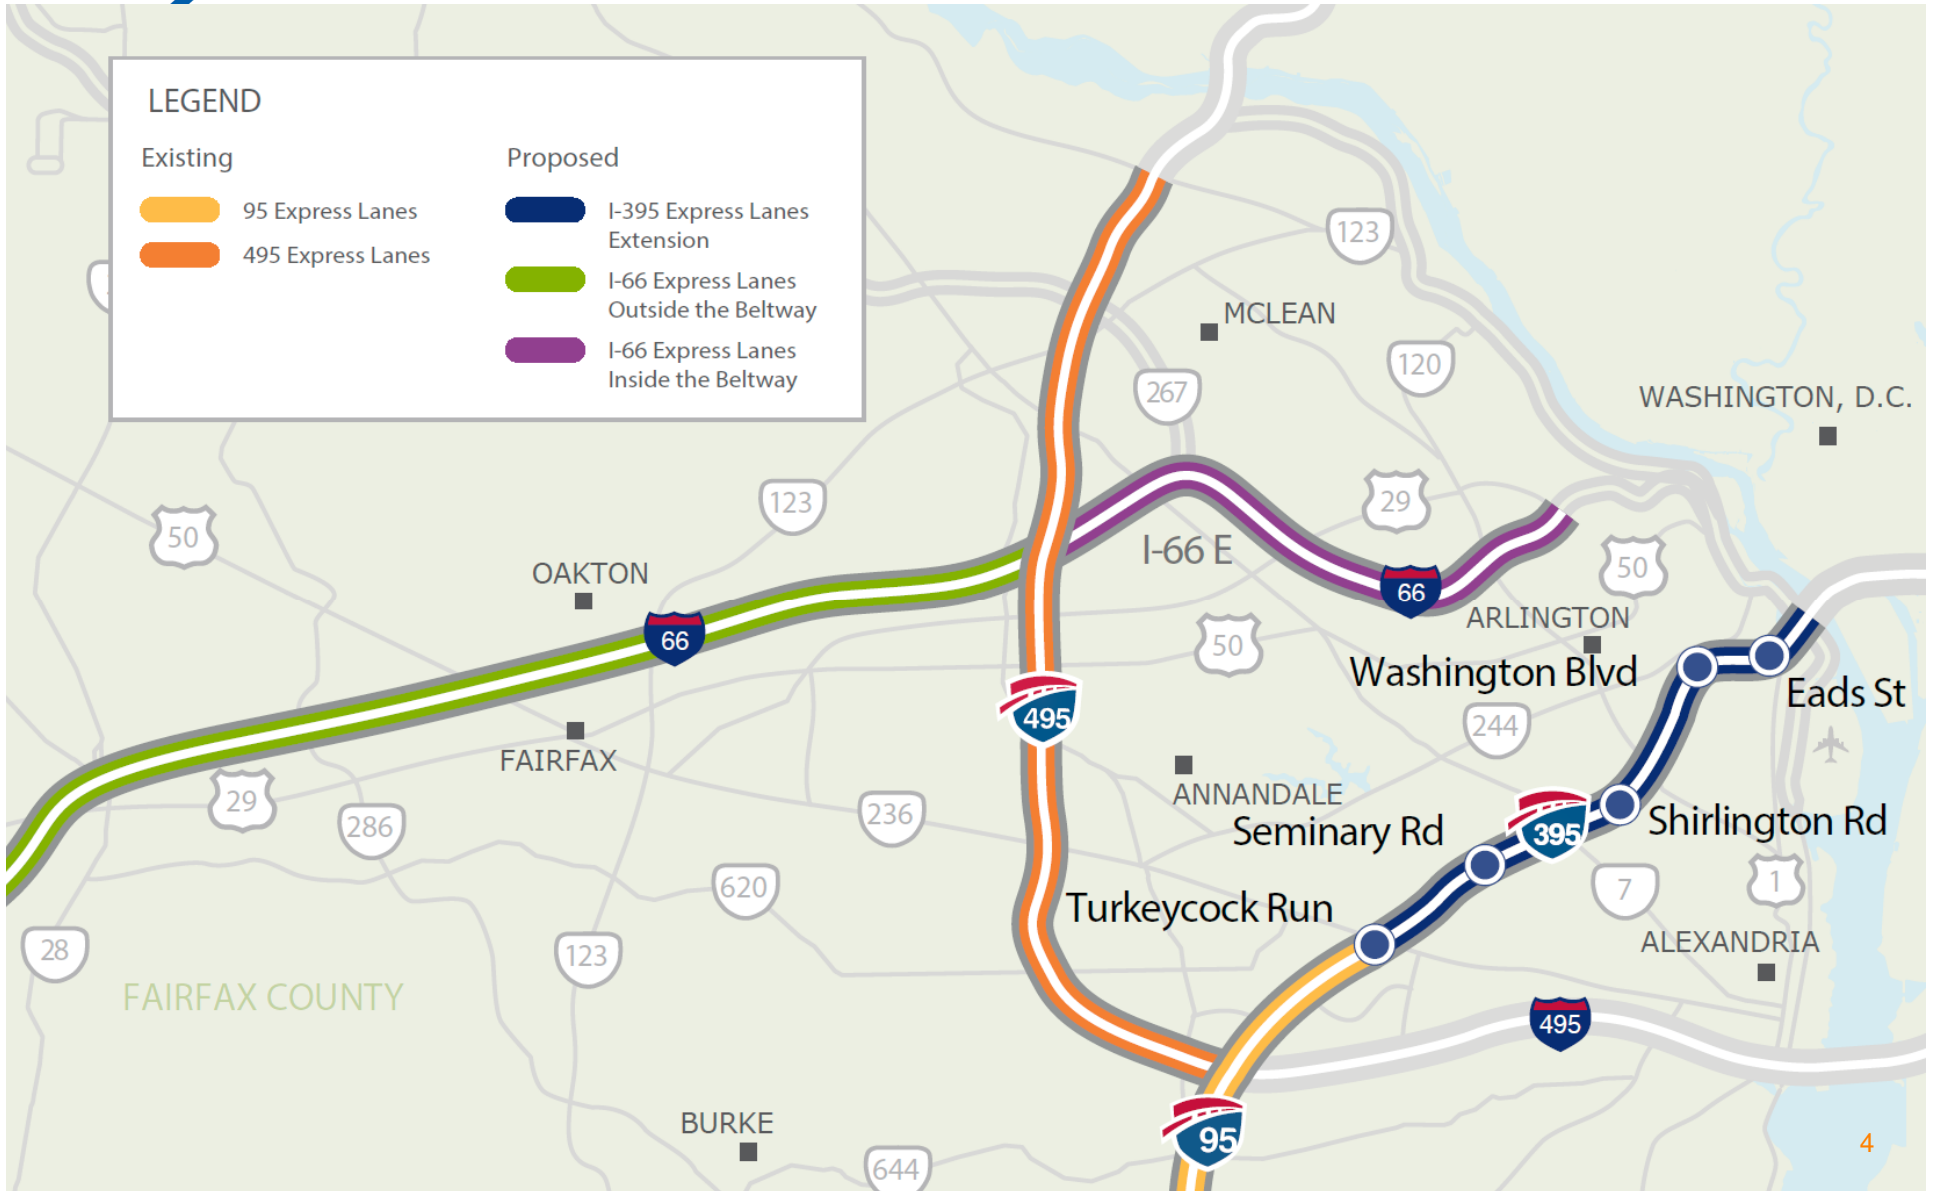 LEGEND
Existing
Proposed
95 Express Lanes
495 Express Lanes
I-395 Express Lanes
Extension
I-66 Express Lanes
Outside the Beltway
I-66 Express Lanes
Inside the Beltway
123
MCLEAN
120
267
WASHINGTON, D.C.
123
29
50
50
I-66 E
OAKTON
66
66
50
ARLINGTON
66
Washington Blvd
Eads St
495
244
FAIRFAX
ANNANDALE
29
286
236
Seminary Rd
395
Shirlington Rd
620
7
1
Turkeycock Run
28
123
ALEXANDRIA
FAIRFAX COUNTY
495
BURKE
95
4
644